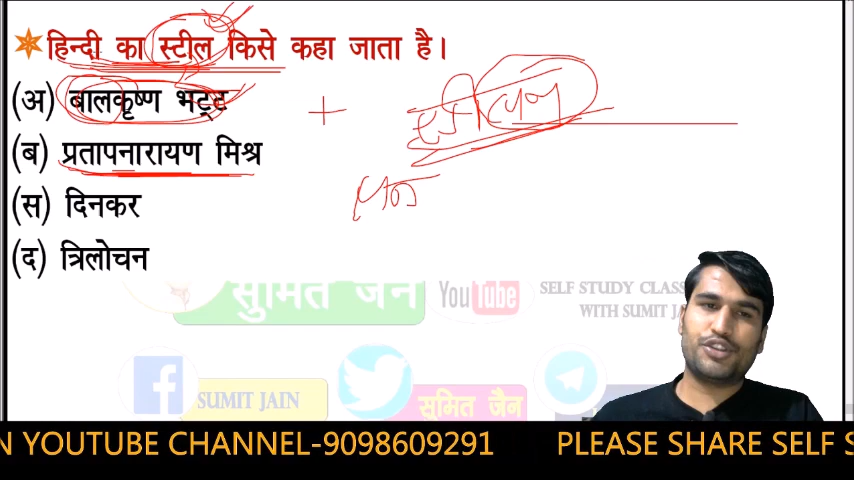 हिन्दी का स्टील किसे कहा जाता है।
(अ) बालकृष्ण भट्ट
(ब) प्रतापनारायण मिश्र
(स) दिनकर
(द) त्रिलोचन
सुमित जैन
YouTube
SELF STUDY CLASS
WITH SUMIT JAIN
SUMIT JAIN
सुमित जैन
N YOUTUBE CHANNEL-9098609291 PLEASE SHARE SELF S